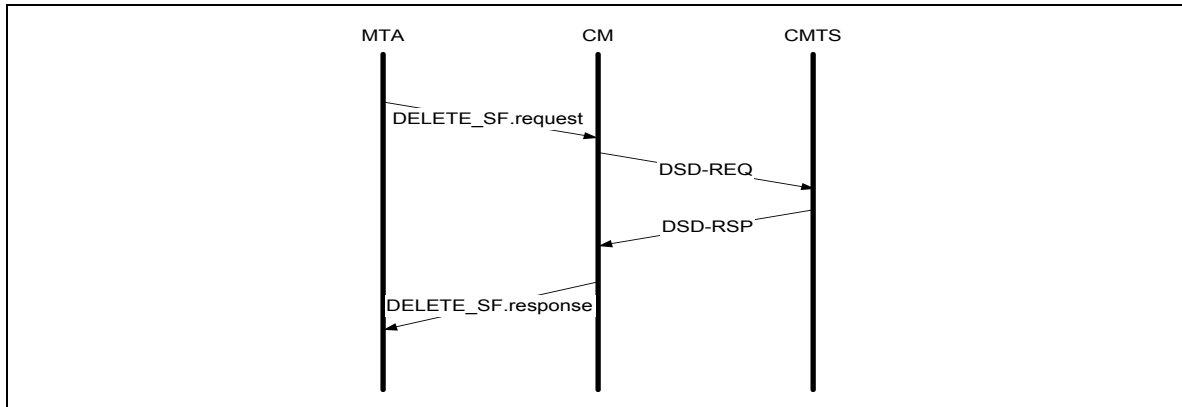 MTA CM CMTS
DELETE_SF.request
DSD-REQ
DSD-RSP
DELETE_SF.response